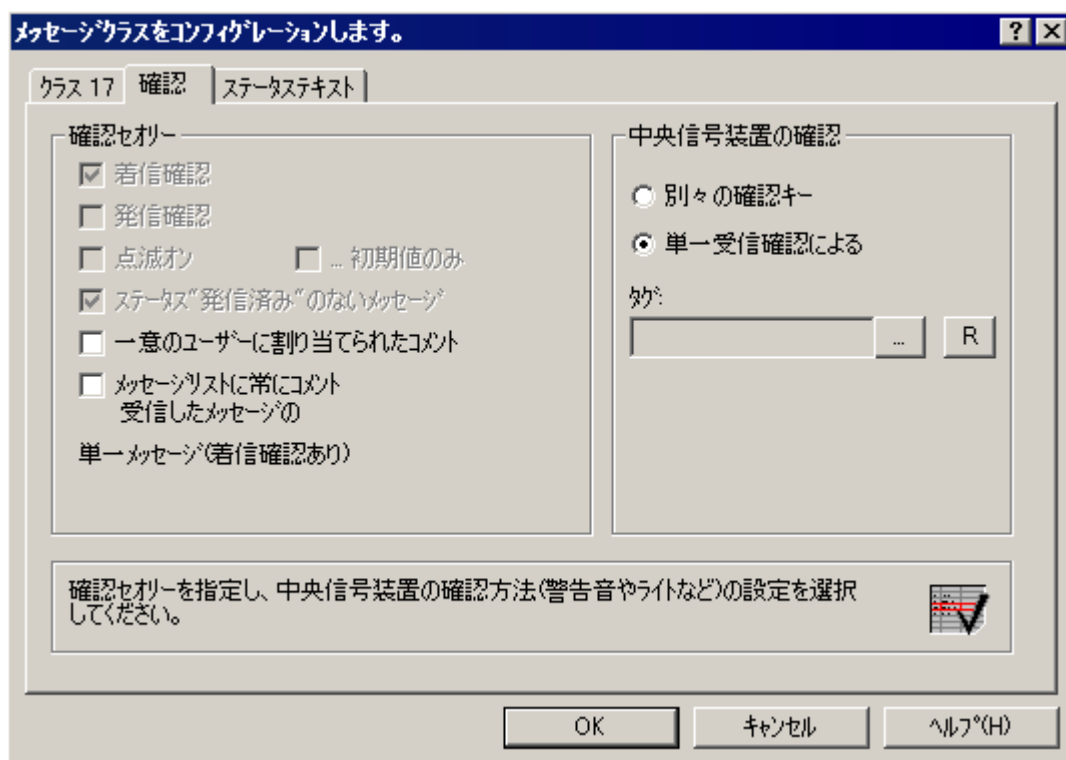 メッセージクラスをコンフィグレーションします。
クラス 17
確認
ステータステキスト
確認セオリー
着信確認
発信確認
点滅オン
... 初期値のみ
ステータス"発信済み"のないメッセージ
一意のユーザーに割り当てられたコメント
メッセージリストに常にコメント
受信したメッセージの
単一メッセージ(着信確認あり)
中央信号装置の確認
別々の確認キー
単一受信確認による
タグ:
...
R
確認セオリーを指定し、中央信号装置の確認方法(警告音やライトなど)の設定を選択
してください。
OK
キャンセル
ヘルプ(H)